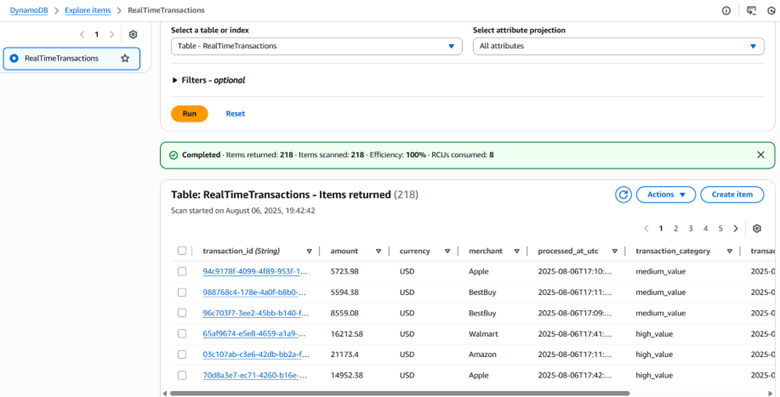 DynamoDB > Explore items > RealTimeTransactions
1
RealTimeTransactions
Select a table or index
Select attribute projection
Table - RealTimeTransactions
All attributes
Filters - optional
Run
Reset
Completed · Items returned: 218 · Items scanned: 218 · Efficiency: 100% · RCUs consumed: 8
Table: RealTimeTransactions - Items returned (218)
Actions
Create item
Scan started on August 06, 2025, 19:42:42
1 2 3 4 5
transaction_id (String) amount currency merchant processed_at_utc transaction_category transac
94c9178f-4099-4f89-953f-1... 5723.98 USD Apple 2025-08-06T17:10:... medium_value 2025-0
988768c4-178e-4a0f-b8b0-... 5594.38 USD BestBuy 2025-08-06T17:11:... medium_value 2025-0
96c703f7-3ee2-45bb-b140-f... 8559.08 USD BestBuy 2025-08-06T17:09:... medium_value 2025-0
65af9674-e5e8-4659-a1a9-... 16212.58 USD Walmart 2025-08-06T17:41:... high_value 2025-0
03c107ab-c3e6-42db-bb2a-f... 21173.4 USD Amazon 2025-08-06T17:11:... high_value 2025-0
70d8a3e7-ec71-4260-b16e-... 14952.38 USD Apple 2025-08-06T17:42:... high_value 2025-0